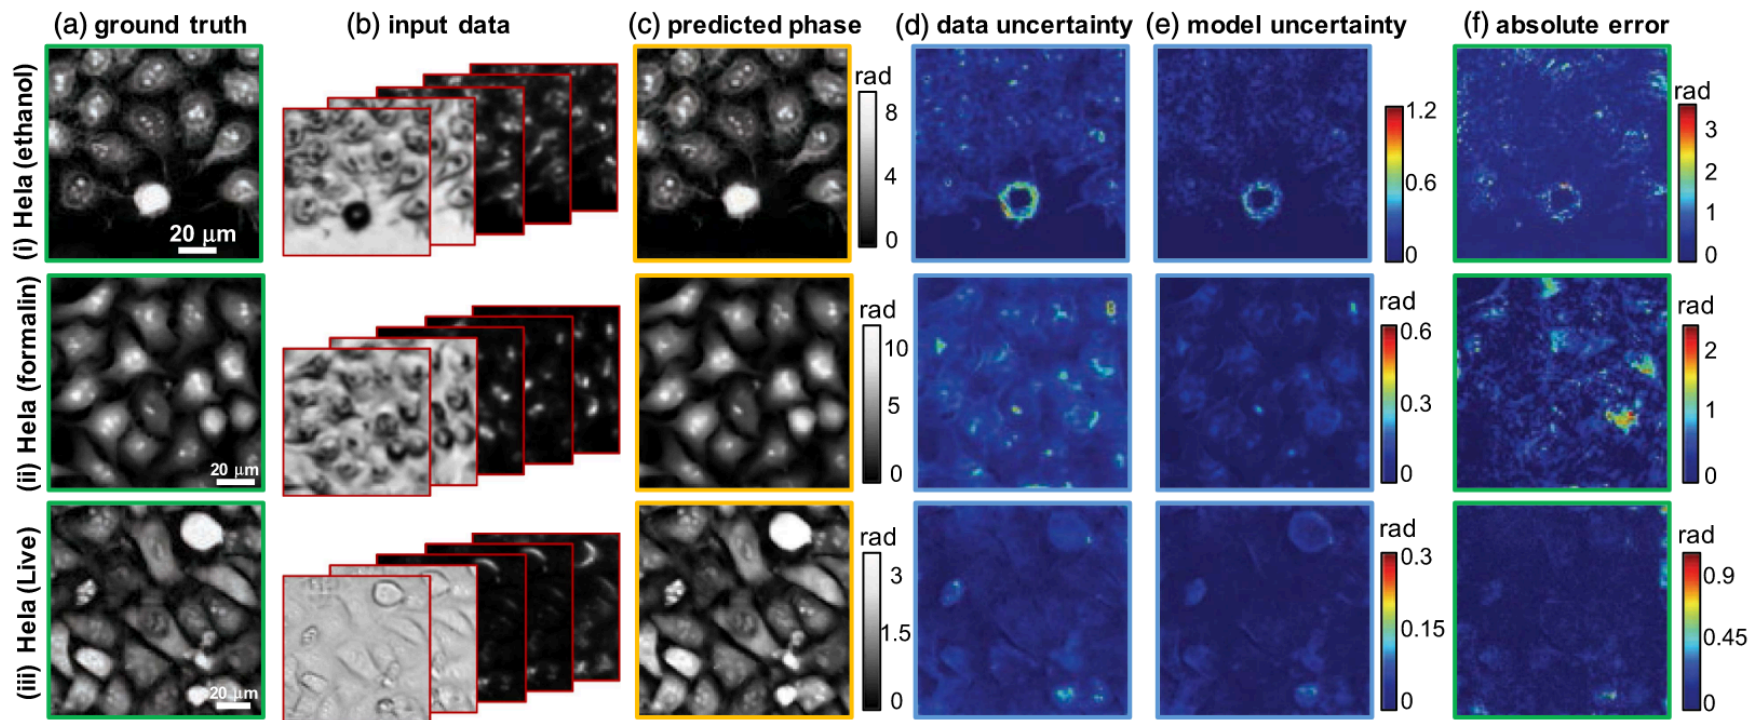 (a) ground truth
(b) input data
(c) predicted phase
(d) data uncertainty
(e) model uncertainty
(f) absolute error
(i) Hela (ethanol)
20 μm
rad
8
4
0
1.2
0.6
0
rad
3
2
1
0
(ii) Hela (formalin)
20 μm
rad
10
5
0
rad
0.6
0.3
0
rad
2
1
0
(iii) Hela (Live)
20 μm
rad
3
1.5
0
rad
0.3
0.15
0
rad
0.9
0.45
0